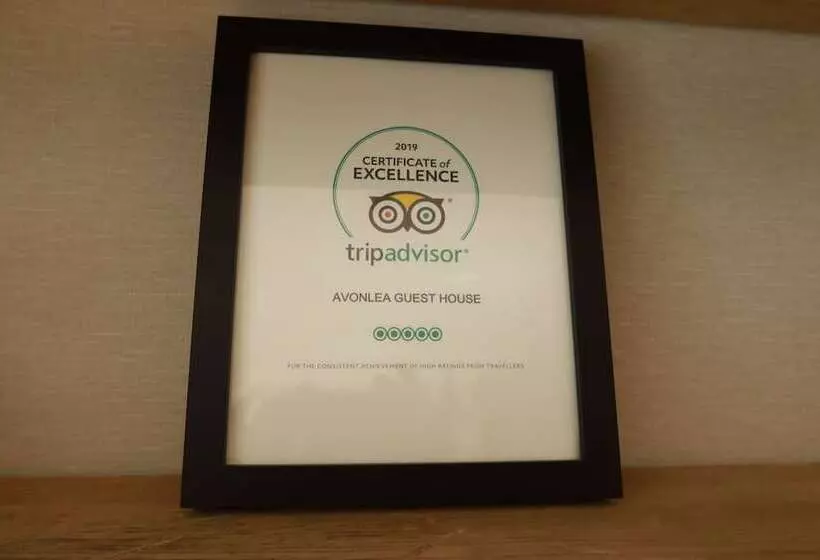 2019
CERTIFICATE of
EXCELLENCE
tripadvisor®
AVONLEA GUEST HOUSE
FOR THE CONSISTENT ACHIEVEMENT OF HIGH RATINGS FROM TRAVELLERS